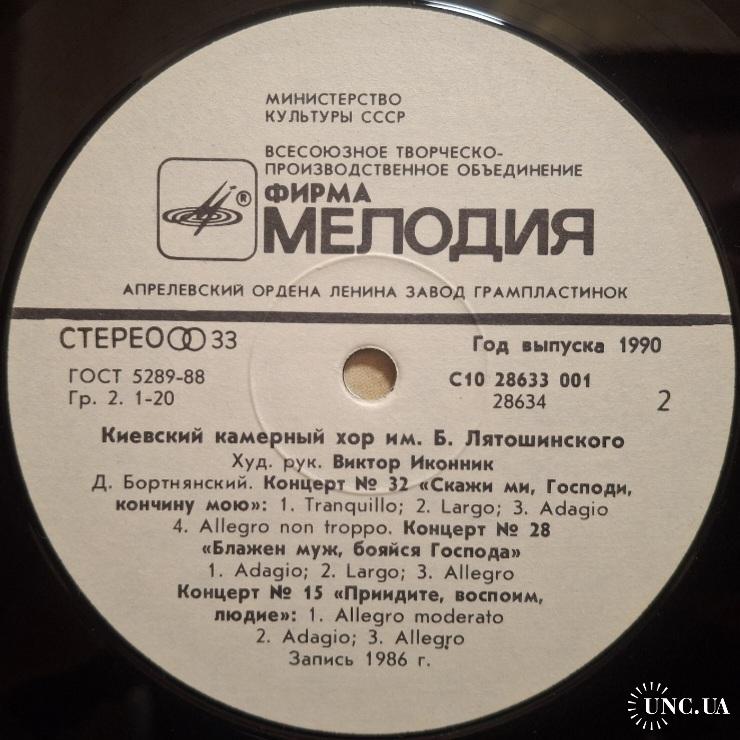 МИНИСТЕРСТВО
КУЛЬТУРЫ СССР
ВСЕСОЮЗНОЕ ТВОРЧЕСКО-
ПРОИЗВОДСТВЕННОЕ ОБЪЕДИНЕНИЕ
®
ФИРМА
МЕЛОДИЯ
АПРЕЛЕВСКИЙ ОРДЕНА ЛЕНИНА ЗАВОД ГРАМПЛАСТИНОК
СТЕРЕО 33
Год выпуска 1990
ГОСТ 5289-88
С10 28633 001
Гр. 2. 1-20
28634
2
Киевский камерный хор им. Б. Лятошинского
Худ. рук. Виктор Иконник
Д. Бортнянский. Концерт № 32 «Скажи ми, Господи,
кончину мою»: 1. Tranquillo; 2. Largo; 3. Adagio
4. Allegro non troppo. Концерт № 28
«Блажен муж, бояйся Господа»
1. Adagio; 2. Largo; 3. Allegro
Концерт № 15 «Приидите, воспоим,
людие»: 1. Allegro moderato
2. Adagio; 3. Allegro
Запись 1986 г.
UNC.UA